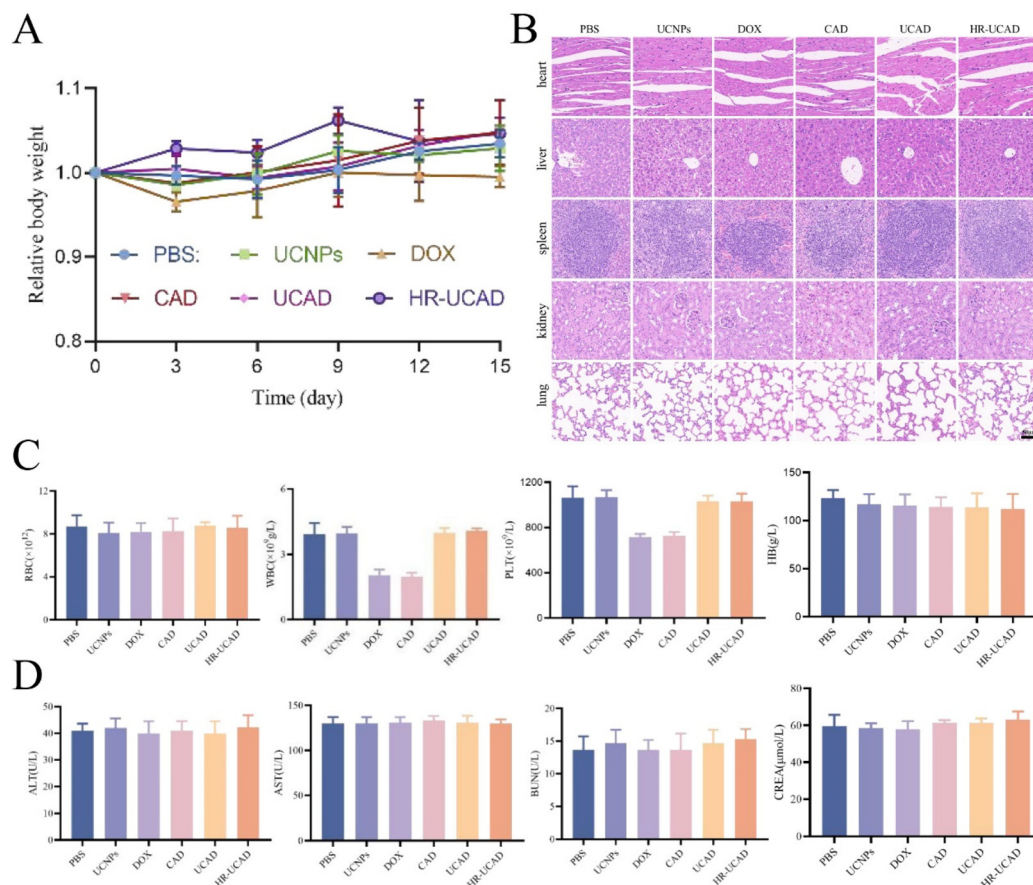 A
Relative body weight
1.1
1.0
0.9
0.8
0 3 6 9 12 15
Time (day)
PBS: UCNPs DOX
CAD UCAD HR-UCAD
B
PBS UCNPs DOX CAD UCAD HR-UCAD
heart
liver
spleen
kidney
lung
C
RBC(×10¹²)
12
8
4
0
PBS UCNPs DOX CAD UCAD HR-UCAD
WBC(×10⁹g/L)
6
4
2
0
PBS UCNPs DOX CAD UCAD HR-UCAD
PLT(×10⁹/L)
1200
900
600
300
0
PBS UCNPs DOX CAD UCAD HR-UCAD
HB(g/L)
150
100
50
0
PBS UCNPs DOX CAD UCAD HR-UCAD
D
ALT(U/L)
50
40
30
20
10
0
PBS UCNPs DOX CAD UCAD HR-UCAD
AST(U/L)
150
100
50
0
PBS UCNPs DOX CAD UCAD HR-UCAD
BUN(U/L)
20
15
10
5
0
PBS UCNPs DOX CAD UCAD HR-UCAD
CREA(μmol/L)
80
60
40
20
0
PBS UCNPs DOX CAD UCAD HR-UCAD